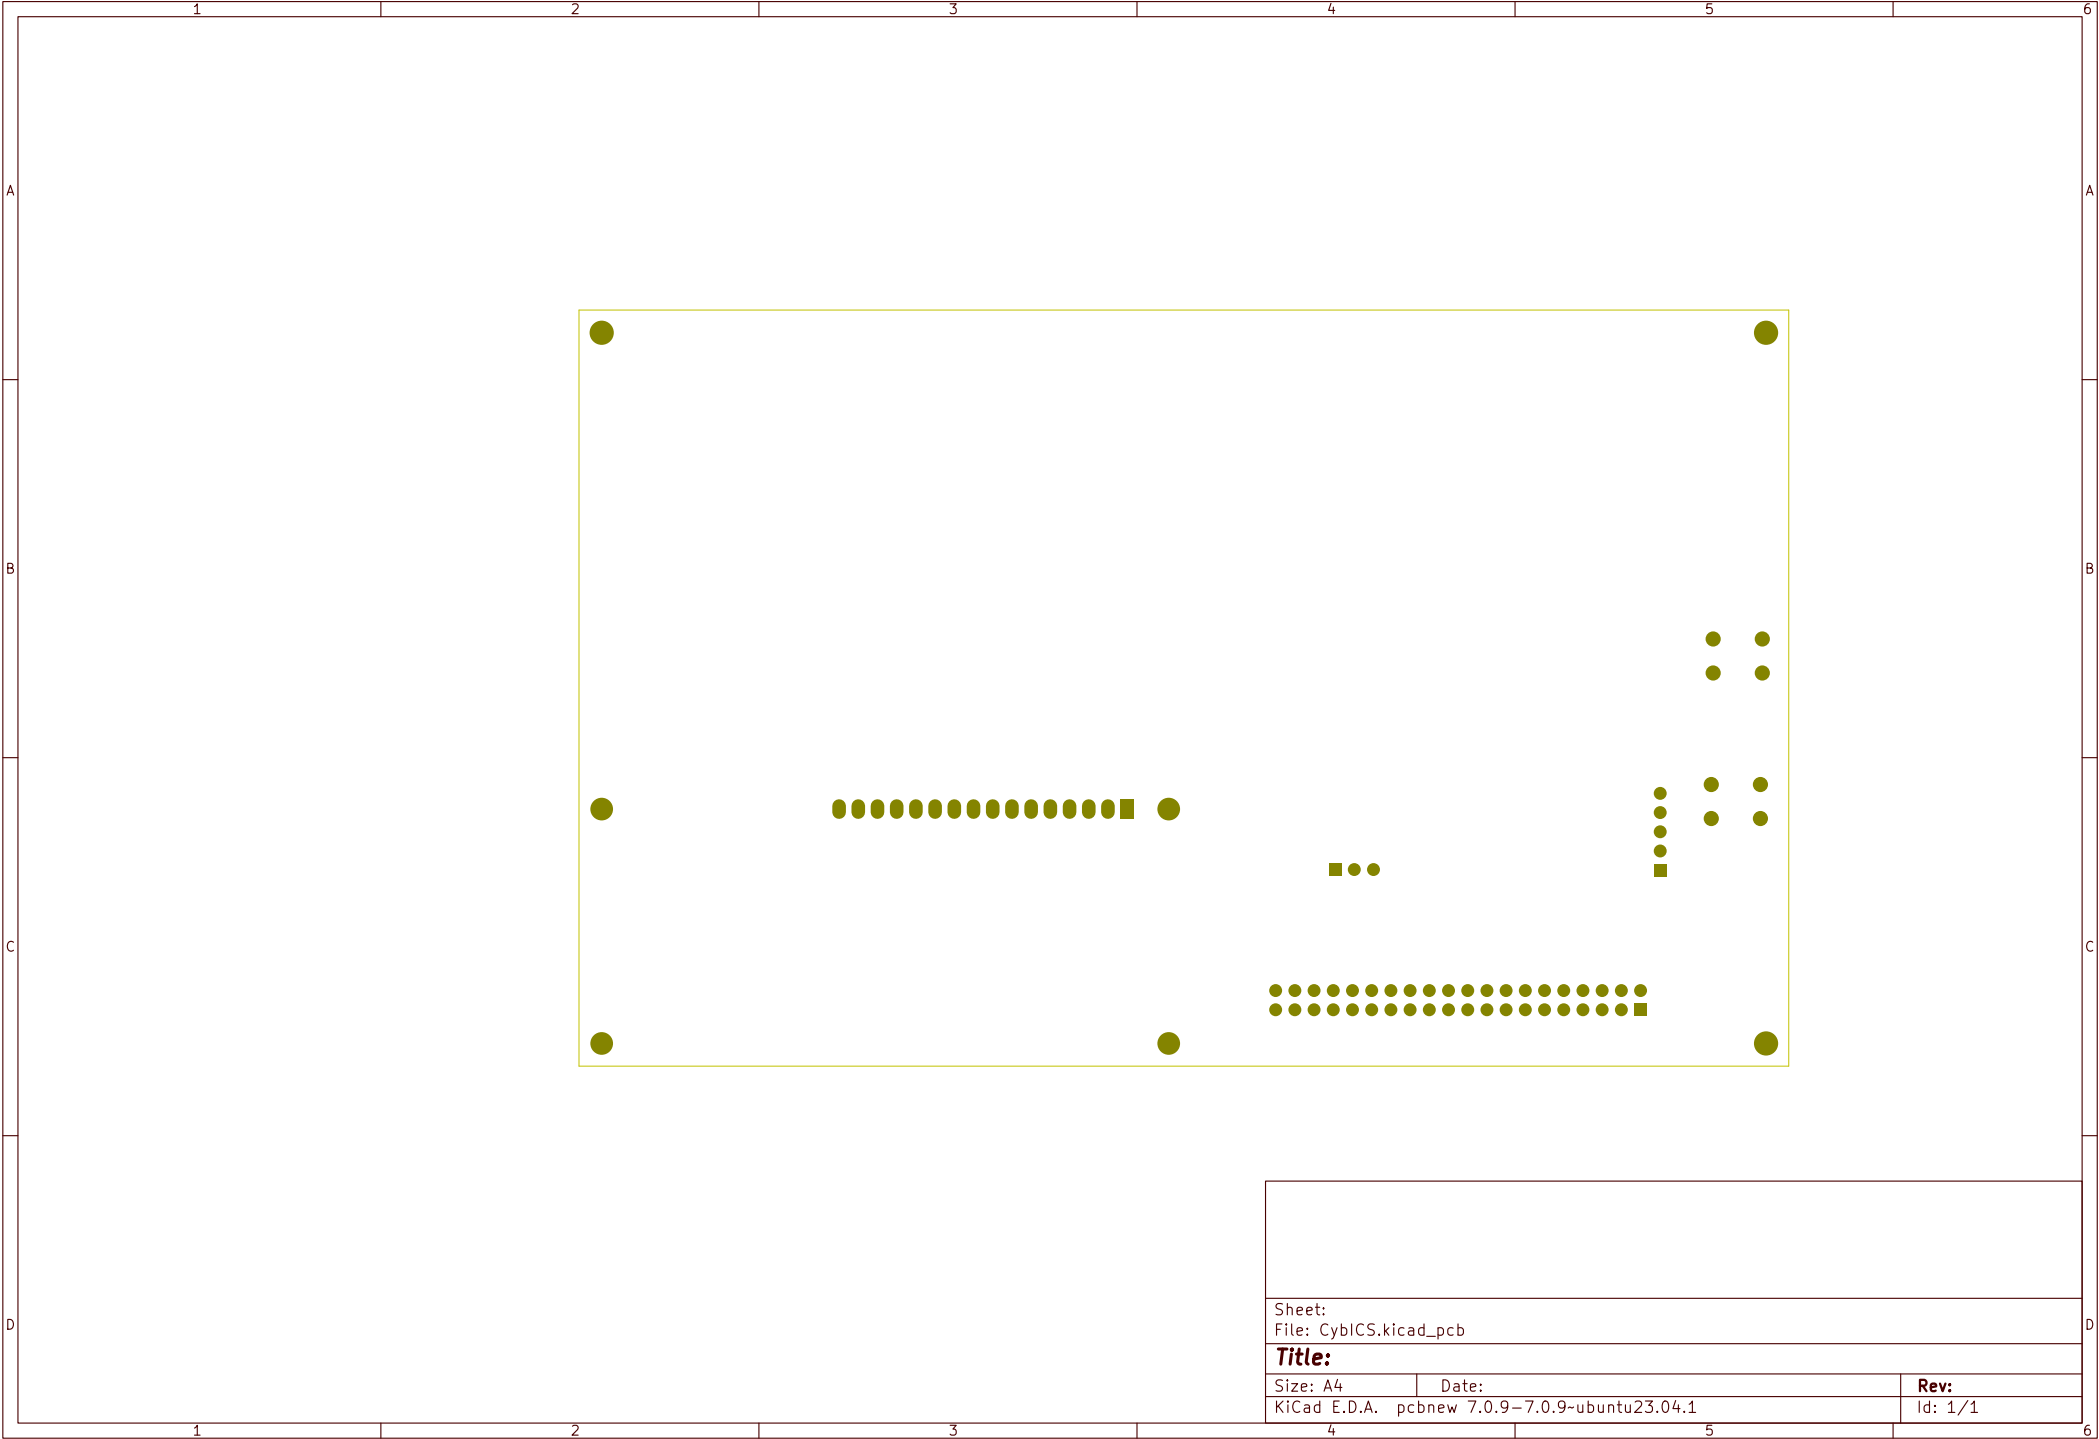 1 2 3 4 5 6
A A
B B
C C
Sheet:
File: CybICS.kicad_pcb
D D
Title:
Size: A4 Date: Rev:
KiCad E.D.A. pcbnew 7.0.9-7.0.9~ubuntu23.04.1 Id: 1/1
1 2 3 4 5 6